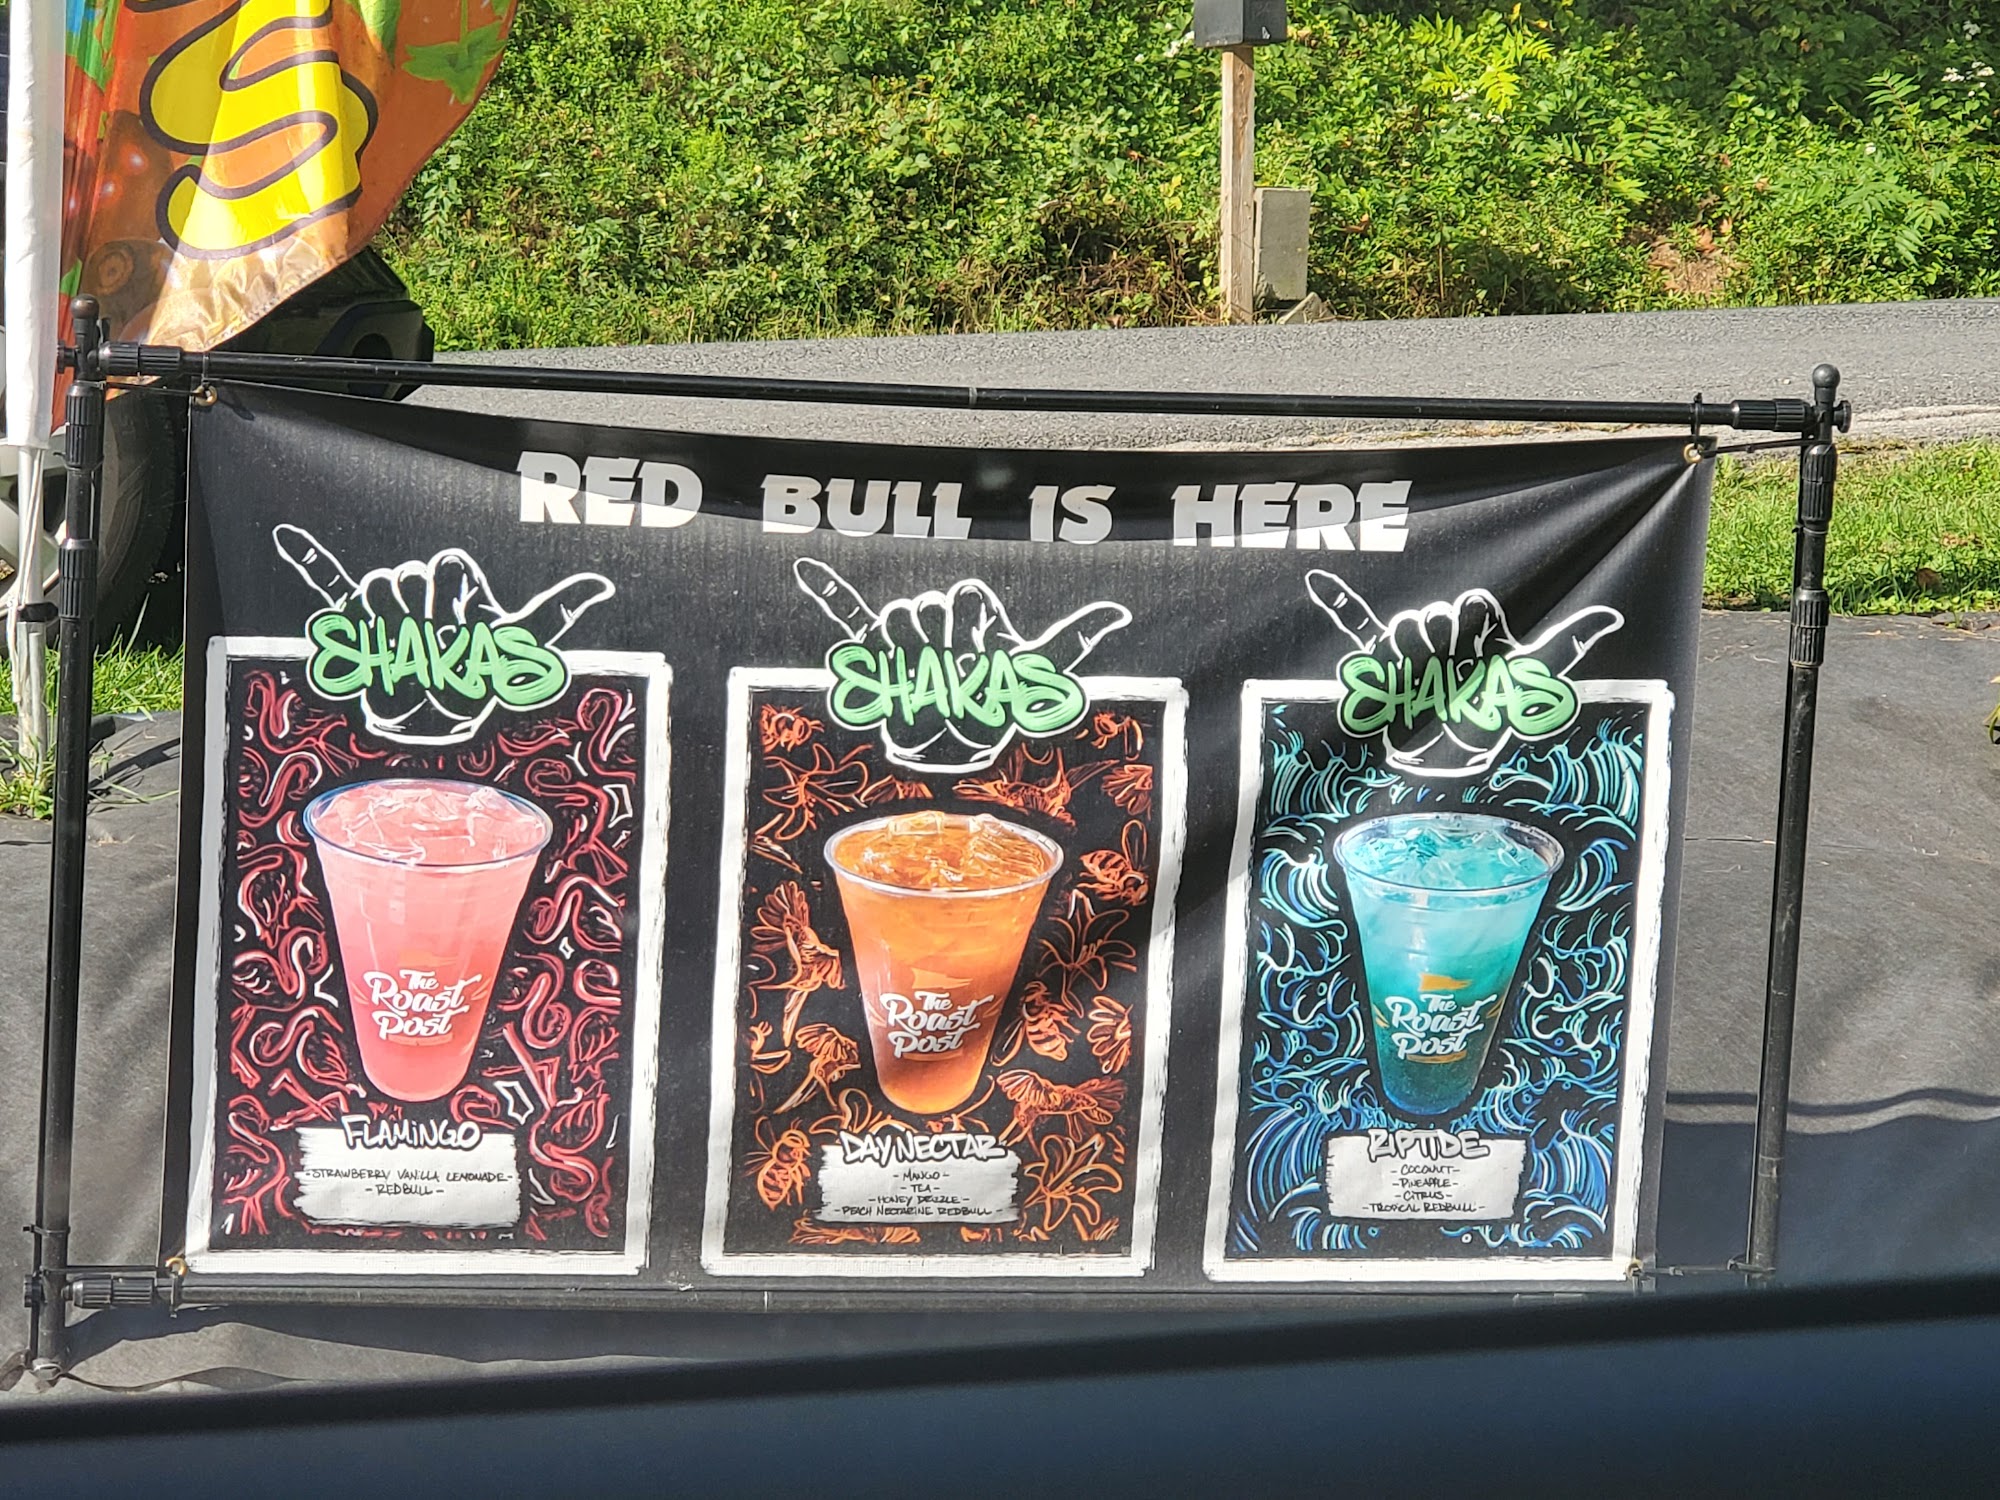 S
RED BULL IS HERE
SHAKAS
The
Roast
Post
FLAMINGO
-STRAWBERRY VANILLA LEMONADE-
-REDBULL-
SHAKAS
The
Roast
Post
DAY NECTAR
-MANGO-
-TEA-
-HONEY DRIZZLE-
-PEACH NECTARINE REDBULL-
SHAKAS
The
Roast
Post
RIPTIDE
-COCONUT-
-PINEAPPLE-
-CITRUS-
-TROPICAL REDBULL-